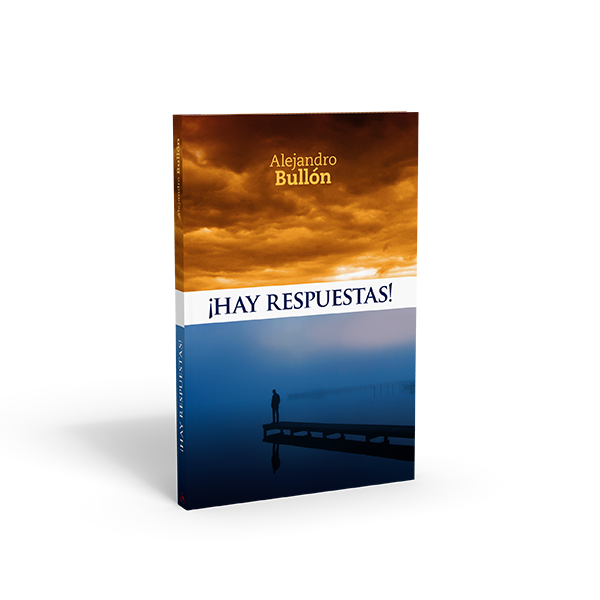 Alejandro
Bullón
¡HAY RESPUESTAS!
Alejandro Bullón
¡HAY RESPUESTAS!